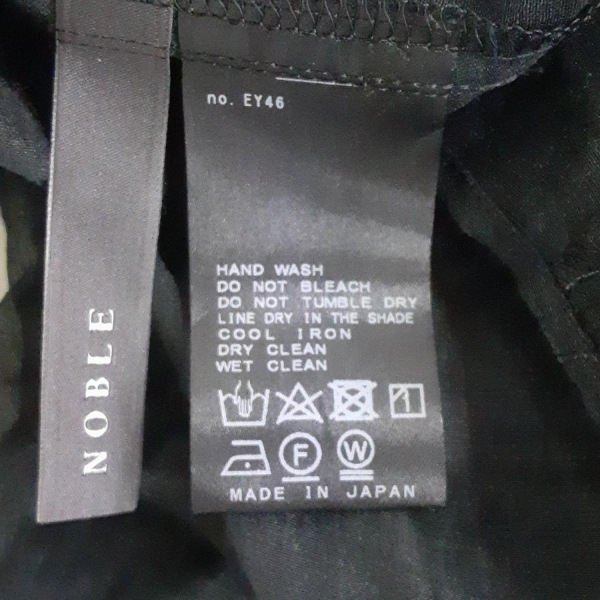 NOBLE
no. EY46
HAND WASH
DO NOT BLEACH
DO NOT TUMBLE DRY
LINE DRY IN THE SHADE
COOL IRON
DRY CLEAN
WET CLEAN
F W
MADE IN JAPAN